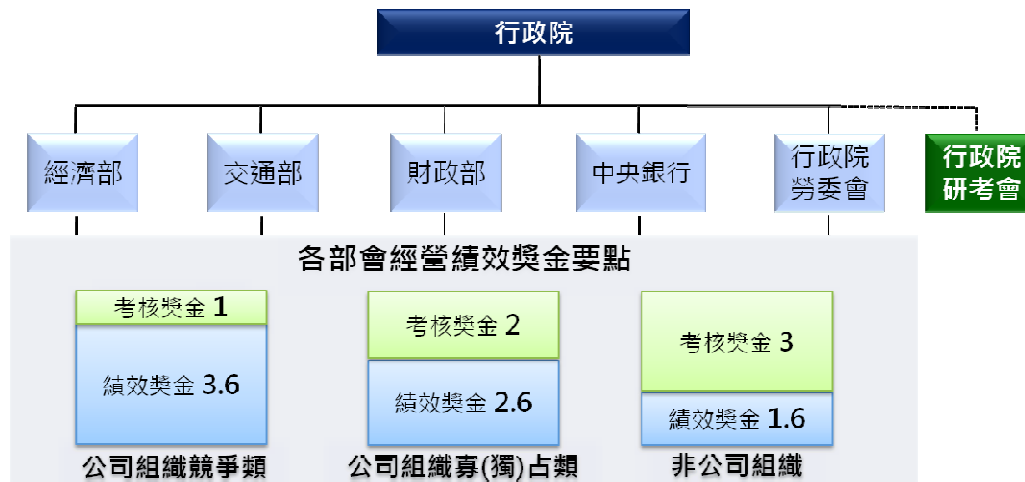 行政院
經濟部
交通部
財政部
中央銀行
行政院
勞委會
行政院
研考會
各部會經營績效獎金要點
考核獎金 1
績效獎金 3.6
公司組織競爭類
考核獎金 2
績效獎金 2.6
公司組織寡(獨)占類
考核獎金 3
績效獎金 1.6
非公司組織